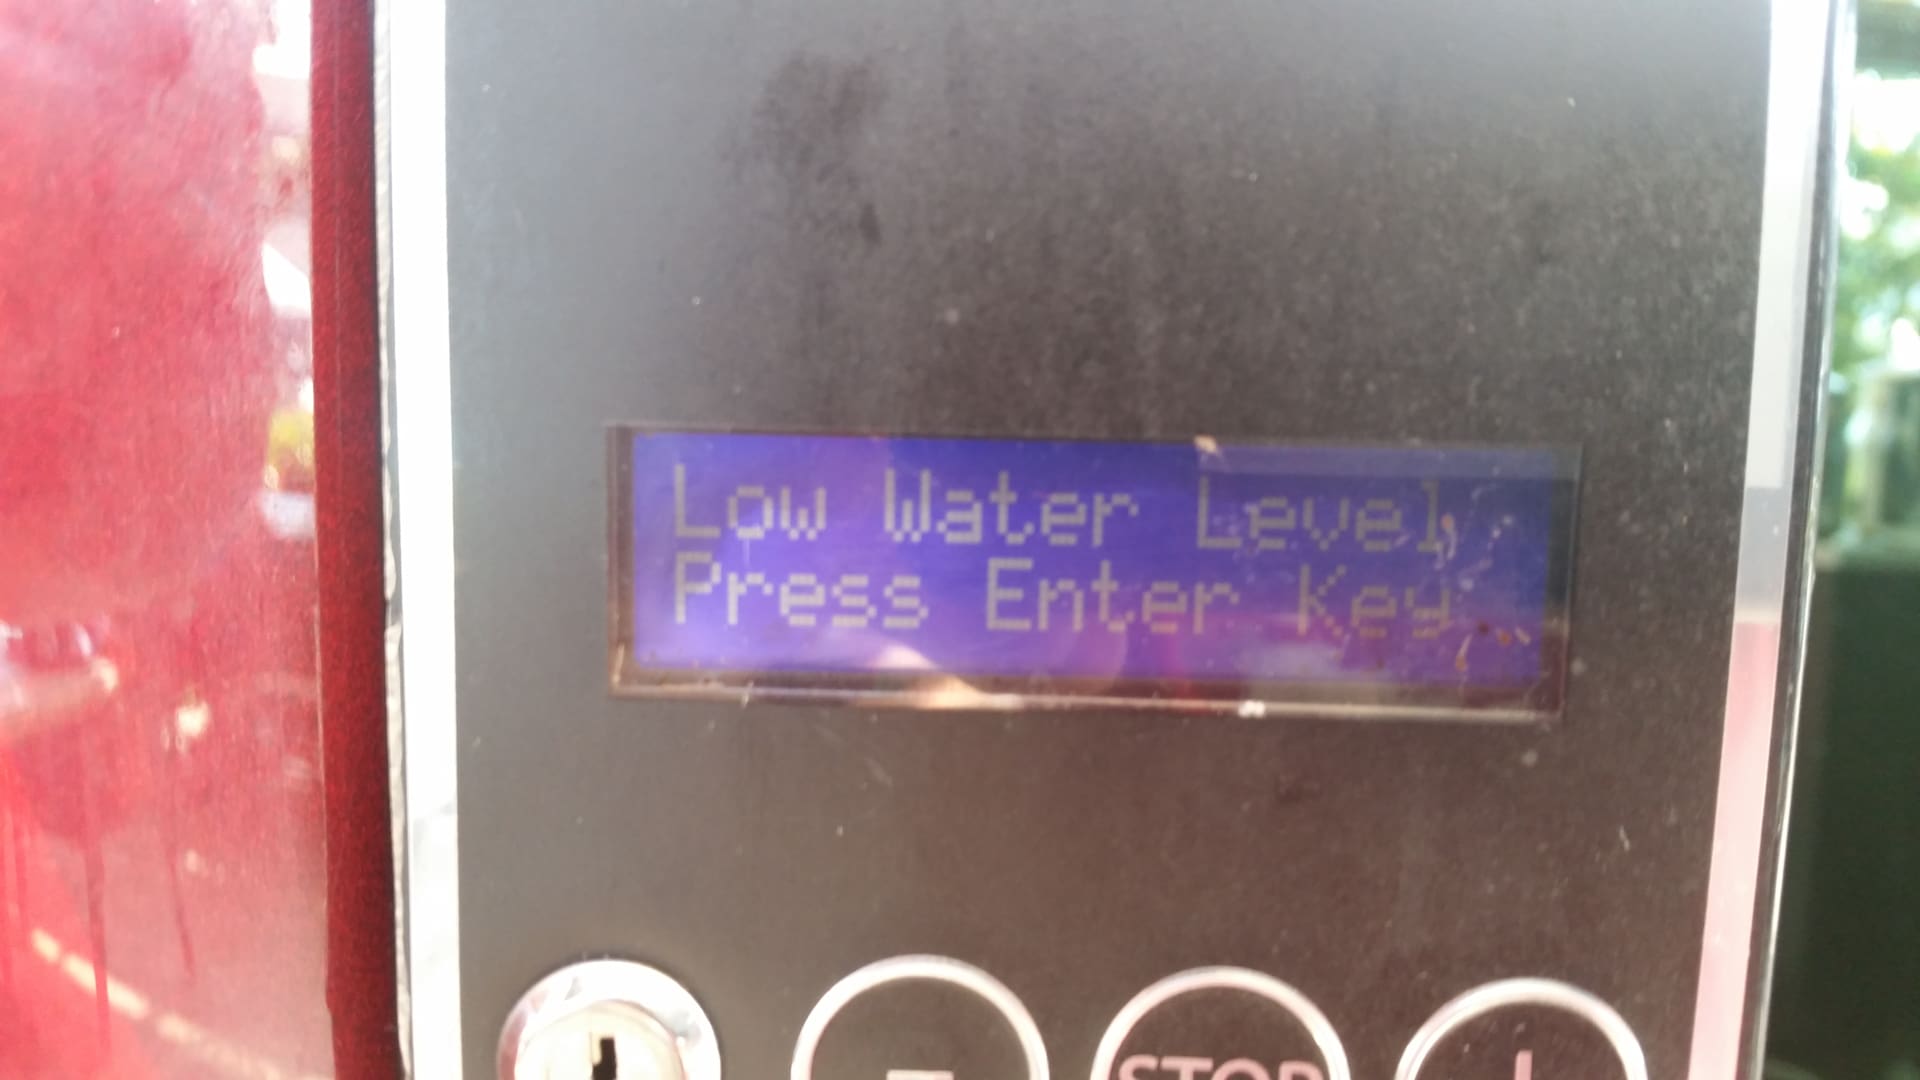 Low Water Level
Press Enter Key
STOP